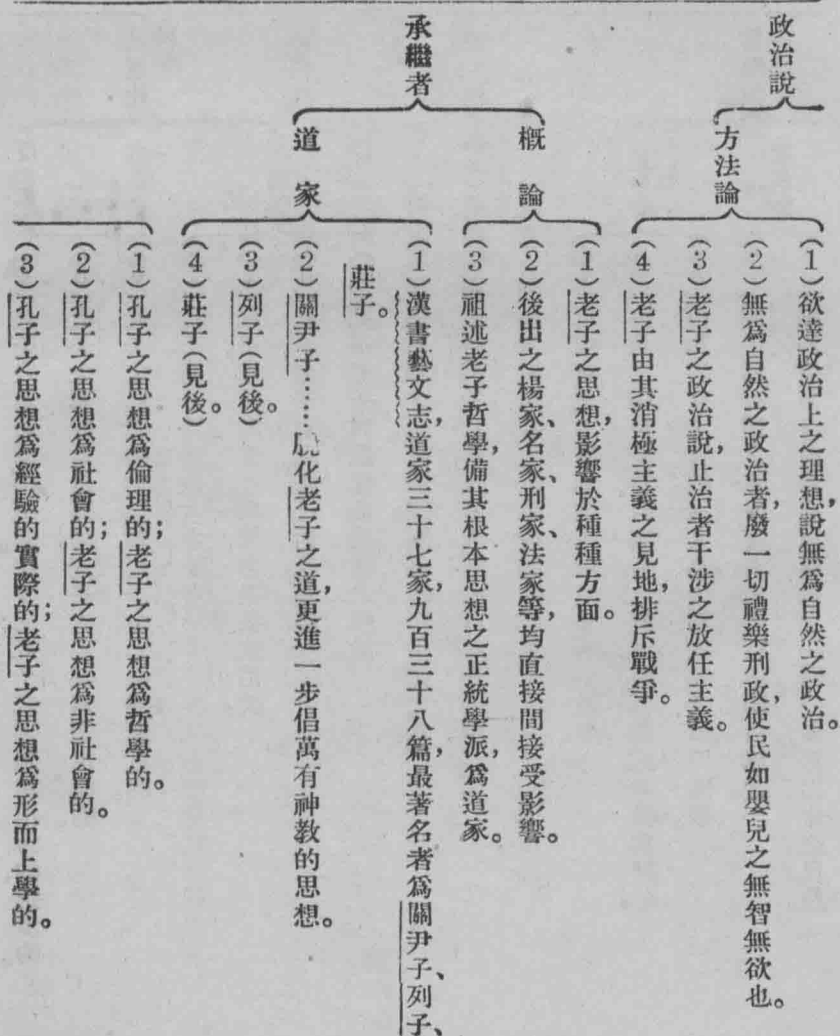 政治說
方法論
（1）欲達政治上之理想，說無爲自然之政治。
（2）無爲自然之政治者，廢一切禮樂刑政，使民如嬰兒之無智無欲也。
（3）老子之政治說，止治者干涉之放任主義。
（4）老子由其消極主義之見地，排斥戰爭。
承繼者
概論
（1）老子之思想，影響於種種方面。
（2）後出之楊家、名家、刑家、法家等，均直接間接受影響。
（3）祖述老子哲學，備其根本思想之正統學派，爲道家。
道家
（1）漢書藝文志，道家三十七家，九百三十八篇，最著名者爲關尹子、列子、
莊子。
（2）關尹子……脫化老子之道，更進一步倡萬有神教的思想。
（3）列子（見後。）
（4）莊子（見後。）
（1）孔子之思想爲倫理的；老子之思想爲哲學的。
（2）孔子之思想爲社會的；老子之思想爲非社會的。
（3）孔子之思想爲經驗的實際的；老子之思想爲形而上學的。